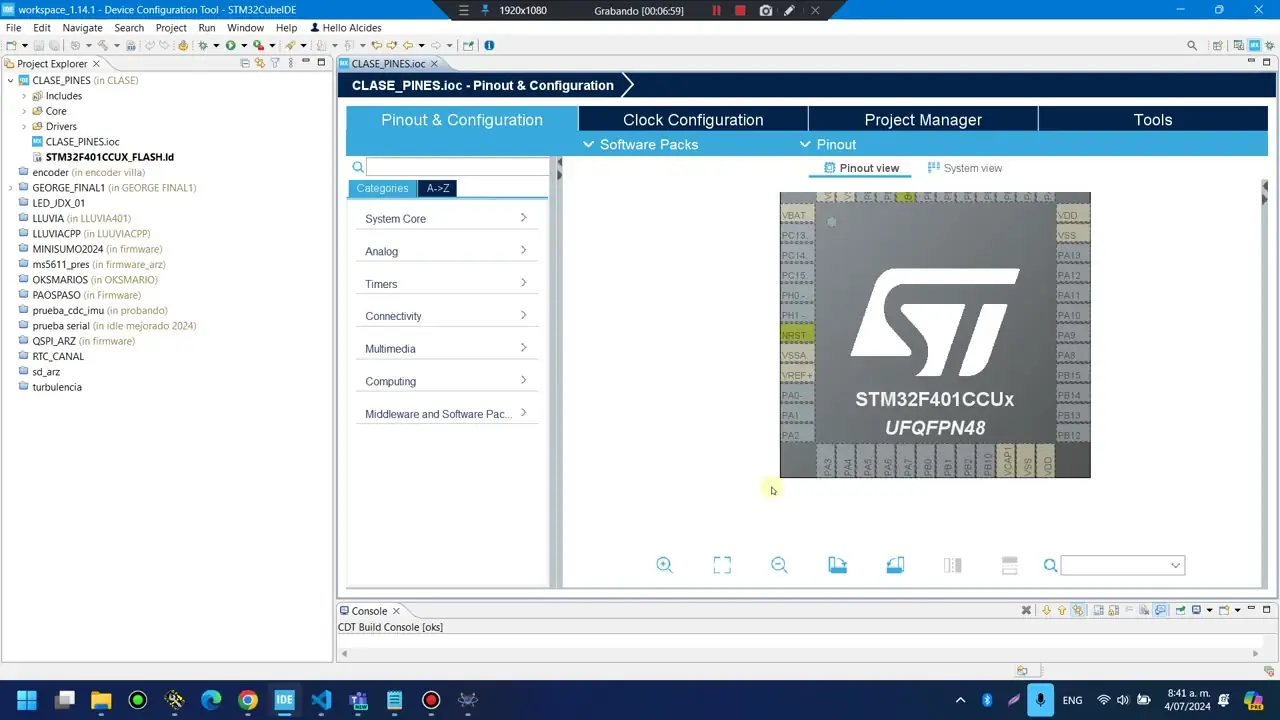 workspace_1.14.1 - Device Configuration Tool - STM32CubeIDE
1920x1080
Grabando [00:06:59]
File Edit Navigate Search Project Run Window Help Hello Alcides
Project Explorer
CLASE_PINES (in CLASE)
Includes
Core
Drivers
CLASE_PINES.ioc
STM32F401CCUX_FLASH.ld
encoder (in encoder villa)
GEORGE_FINAL1 (in GEORGE FINAL1)
LED_JDX_01
LLUVIA (in LLUVIA401)
LLUVIACPP (in LUUVIACPP)
MINISUMO2024 (in firmware)
ms5611_pres (in firmware_arz)
OKSMARIOS (in OKSMARIO)
PAOSPASO (in Firmware)
prueba_cdc_imu (in probando)
prueba serial (in idle mejorado 2024)
QSPI_ARZ (in firmware)
RTC_CANAL
sd_arz
turbulencia
CLASE_PINES.ioc
CLASE_PINES.ioc - Pinout & Configuration
Pinout & Configuration
Clock Configuration
Project Manager
Tools
Software Packs
Pinout
Pinout view
System view
Categories
A->Z
System Core
Analog
Timers
Connectivity
Multimedia
Computing
Middleware and Software Pac...
VBAT
PC13..
PC14..
PC15..
PH0 -
PH1 -
NRST
VSSA
VREF+
PA0-
PA1
PA2
STM32F401CCUx
UFQFPN48
VDD
VSS
PA13
PA12
PA11
PA10
PA9
PA8
PB15
PB14
PB13
PB12
PA3
PA4
PA5
PA6
PA7
PB0
PB1
PB2
PB10
VCAP1
VSS
VDD
Console
CDT Build Console [oks]
IDE
ENG
8:41 a. m.
4/07/2024